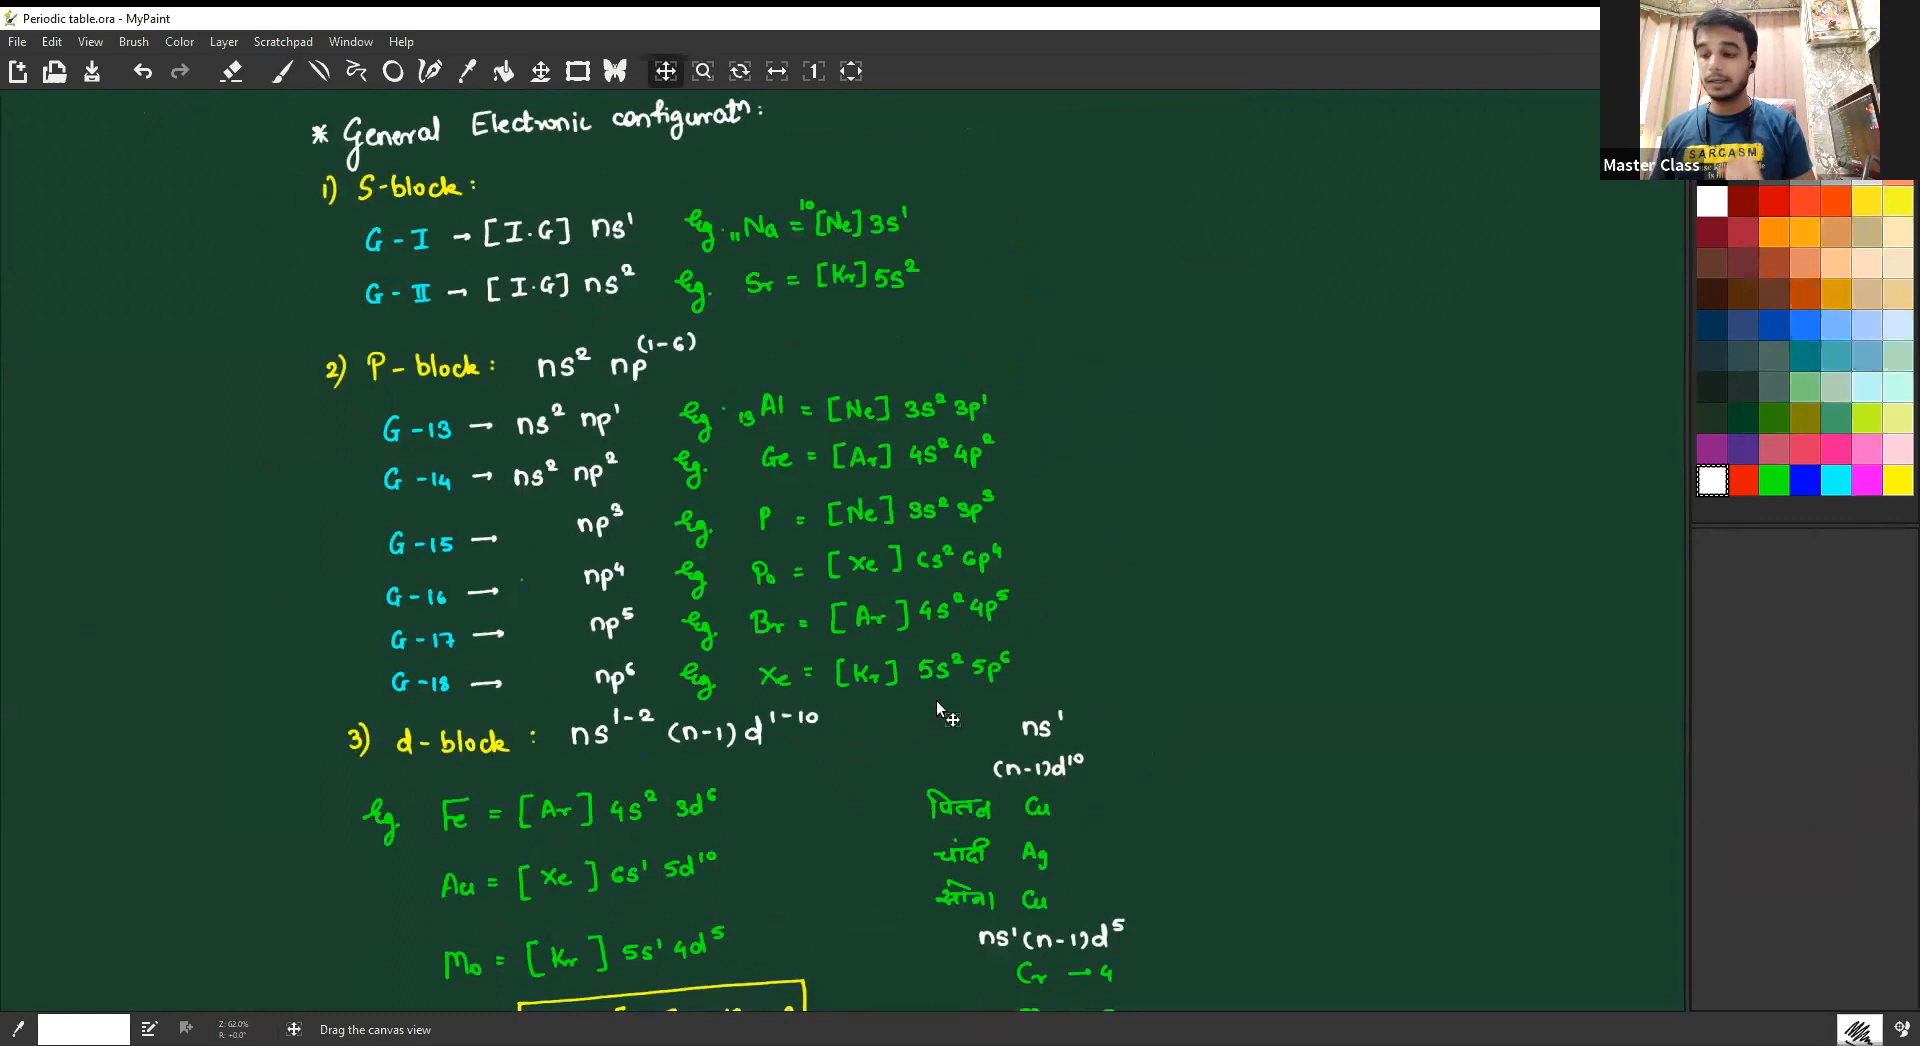 Periodic table.ora - MyPaint
File Edit View Brush Color Layer Scratchpad Window Help
SARCASM
Master Class
* General Electronic configuratn:
1) S-block:
G-I → [I.G] ns¹ Eg. ₁₁Na = ¹⁰[Ne] 3s¹
G-II → [I.G] ns² Eg. Sr = [Kr] 5s²
2) P-block: ns² np⁽¹⁻⁶⁾
G-13 → ns² np¹ Eg. ₁₃Al = [Ne] 3s² 3p¹
G-14 → ns² np² Eg. Ge = [Ar] 4s² 4p²
G-15 → np³ Eg. P = [Ne] 3s² 3p³
G-16 → np⁴ Eg Po = [Xe] 6s² 6p⁴
G-17 → np⁵ Eg. Br = [Ar] 4s² 4p⁵
G-18 → np⁶ Eg Xe = [Kr] 5s² 5p⁶
3) d-block: ns¹⁻² (n-1)d¹⁻¹⁰
Eg. Fe = [Ar] 4s² 3d⁶
Au = [Xe] 6s¹ 5d¹⁰
Mo = [Kr] 5s¹ 4d⁵
ns¹
(n-1)d¹⁰
Cu
चांदी Ag
सोना Cu
ns¹(n-1)d⁵
Cr → 4
Z: 62.0%
R: +0.0°
Drag the canvas view